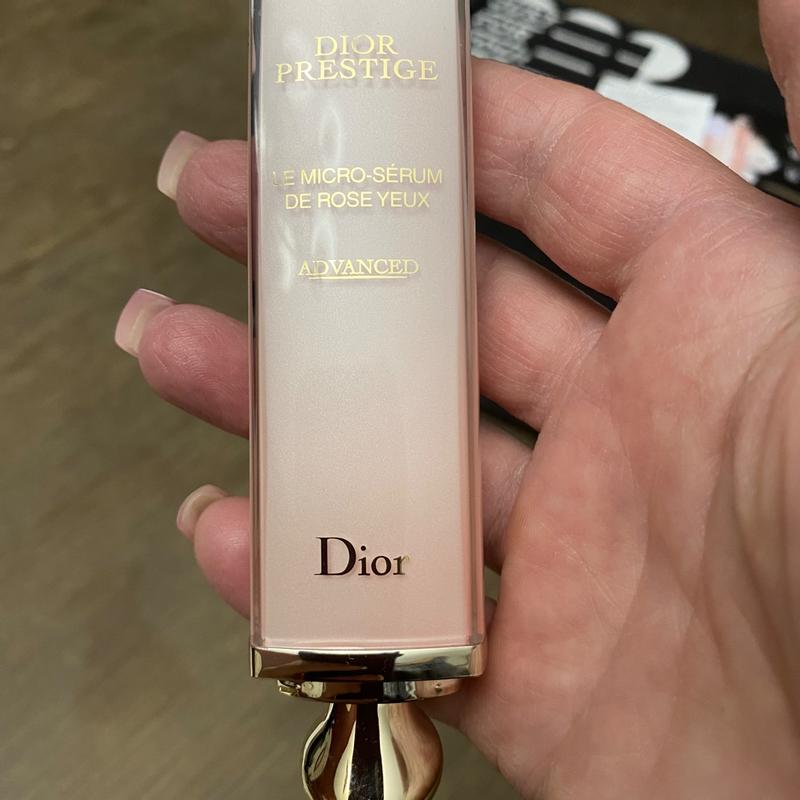 DIOR
PRESTIGE
LE MICRO-SÉRUM
DE ROSE YEUX
ADVANCED
Dior